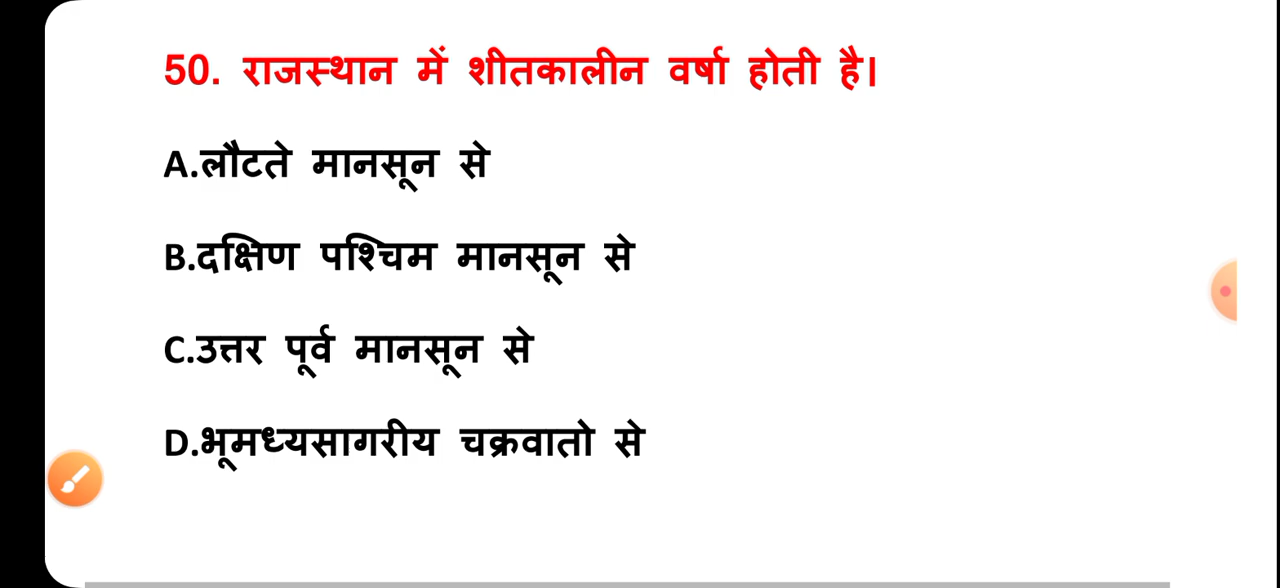 50. राजस्थान में शीतकालीन वर्षा होती है।
A.लौटते मानसून से
B.दक्षिण पश्चिम मानसून से
C.उत्तर पूर्व मानसून से
D.भूमध्यसागरीय चक्रवातो से